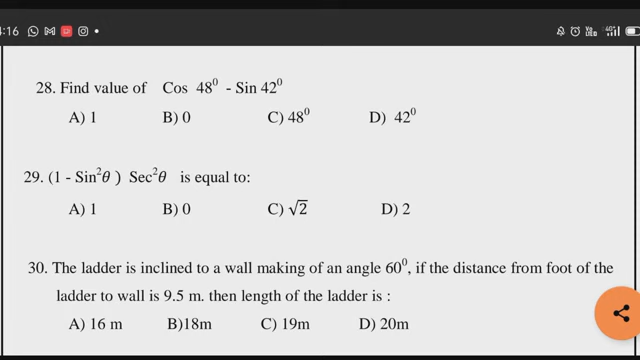 :16
28. Find value of Cos 48⁰ - Sin 42⁰
A) 1 B) 0 C) 48⁰ D) 42⁰
29. (1 - Sin²θ ) Sec²θ is equal to:
A) 1 B) 0 C) √2 D) 2
30. The ladder is inclined to a wall making of an angle 60⁰, if the distance from foot of the
ladder to wall is 9.5 m. then length of the ladder is :
A) 16 m B)18m C) 19m D) 20m